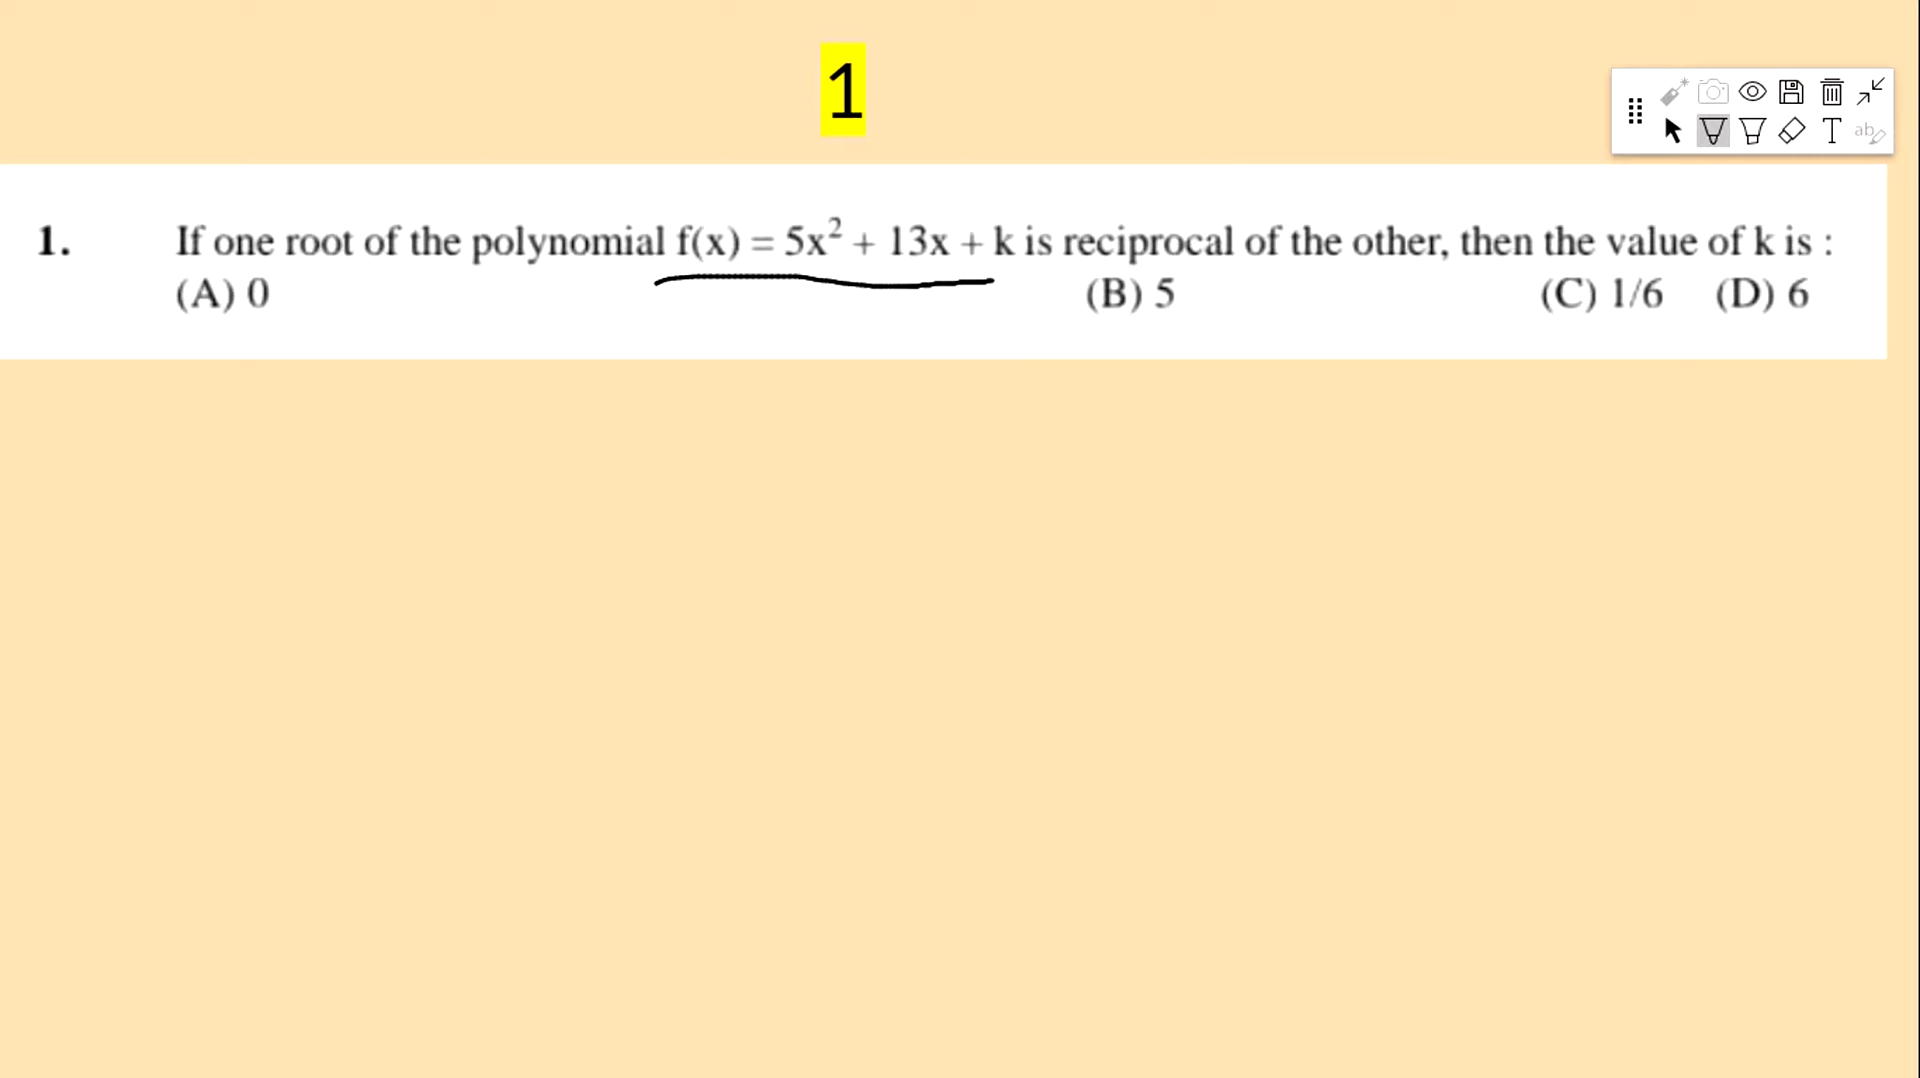 1
1. If one root of the polynomial f(x) = 5x² + 13x + k is reciprocal of the other, then the value of k is :
(A) 0 (B) 5 (C) 1/6 (D) 6
T ab